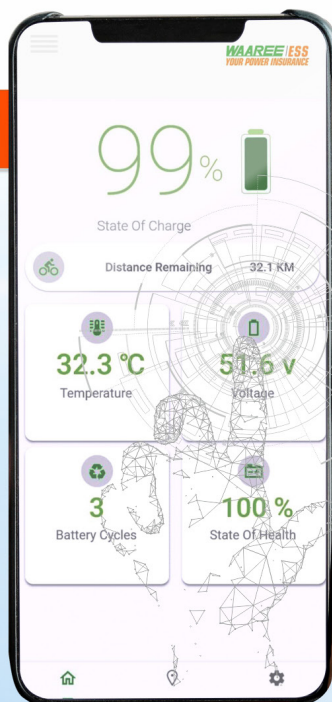 WAAREE|ESS
YOUR POWER INSURANCE
99%
State Of Charge
Distance Remaining 32.1 KM
32.3 °C
Temperature
51.6 v
Voltage
3
Battery Cycles
100 %
State Of Health